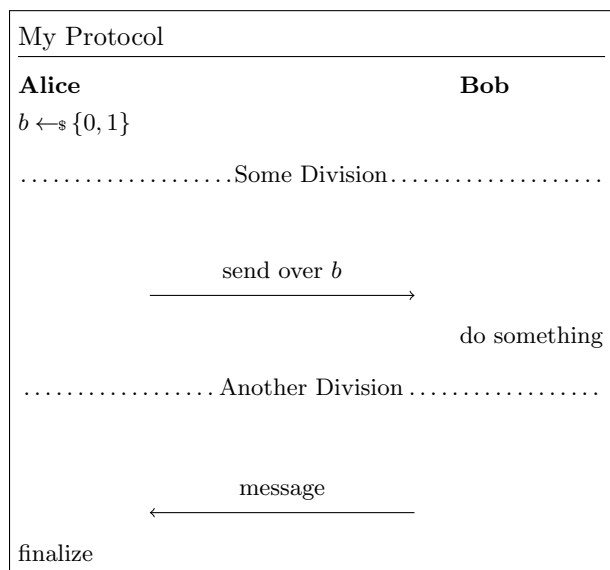 My Protocol
Alice Bob
b ←$ {0, 1}
....................Some Division....................
send over b
do something
.................. Another Division ..................
message
finalize